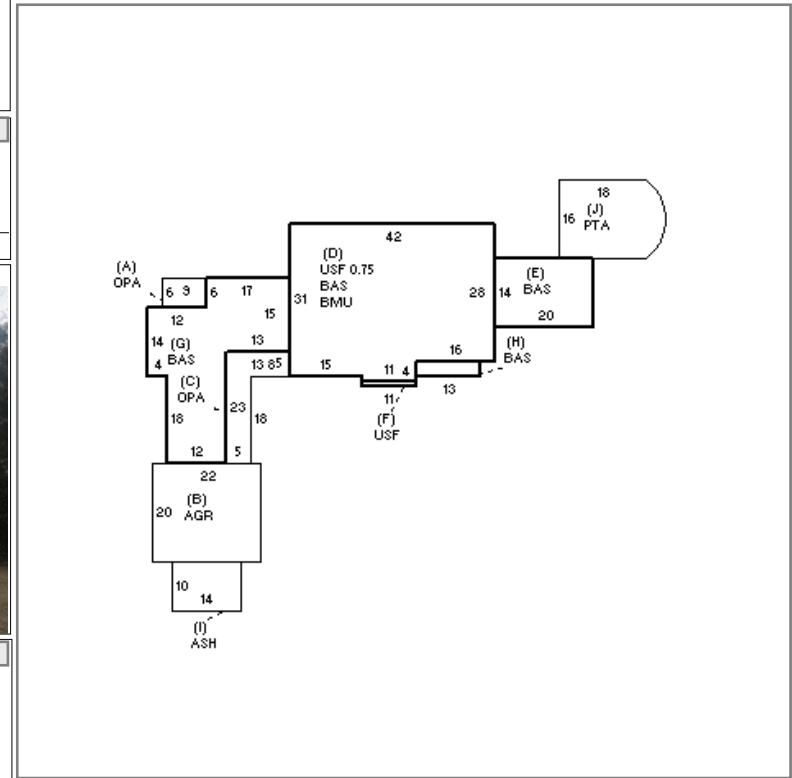 18
(J)
16
PTA
42
(D)
USF 0.75
BAS
BMU
(A)
OPA
6 9 6 17
31
28
14
(E)
BAS
20
12
15
14
(G)
BAS
4
13
13 8 5
(C)
OPA
15
11 4
16
(H)
BAS
13
11
(F)
USF
23
18
18
12
5
22
(B)
20
AGR
10
14
(I)
ASH